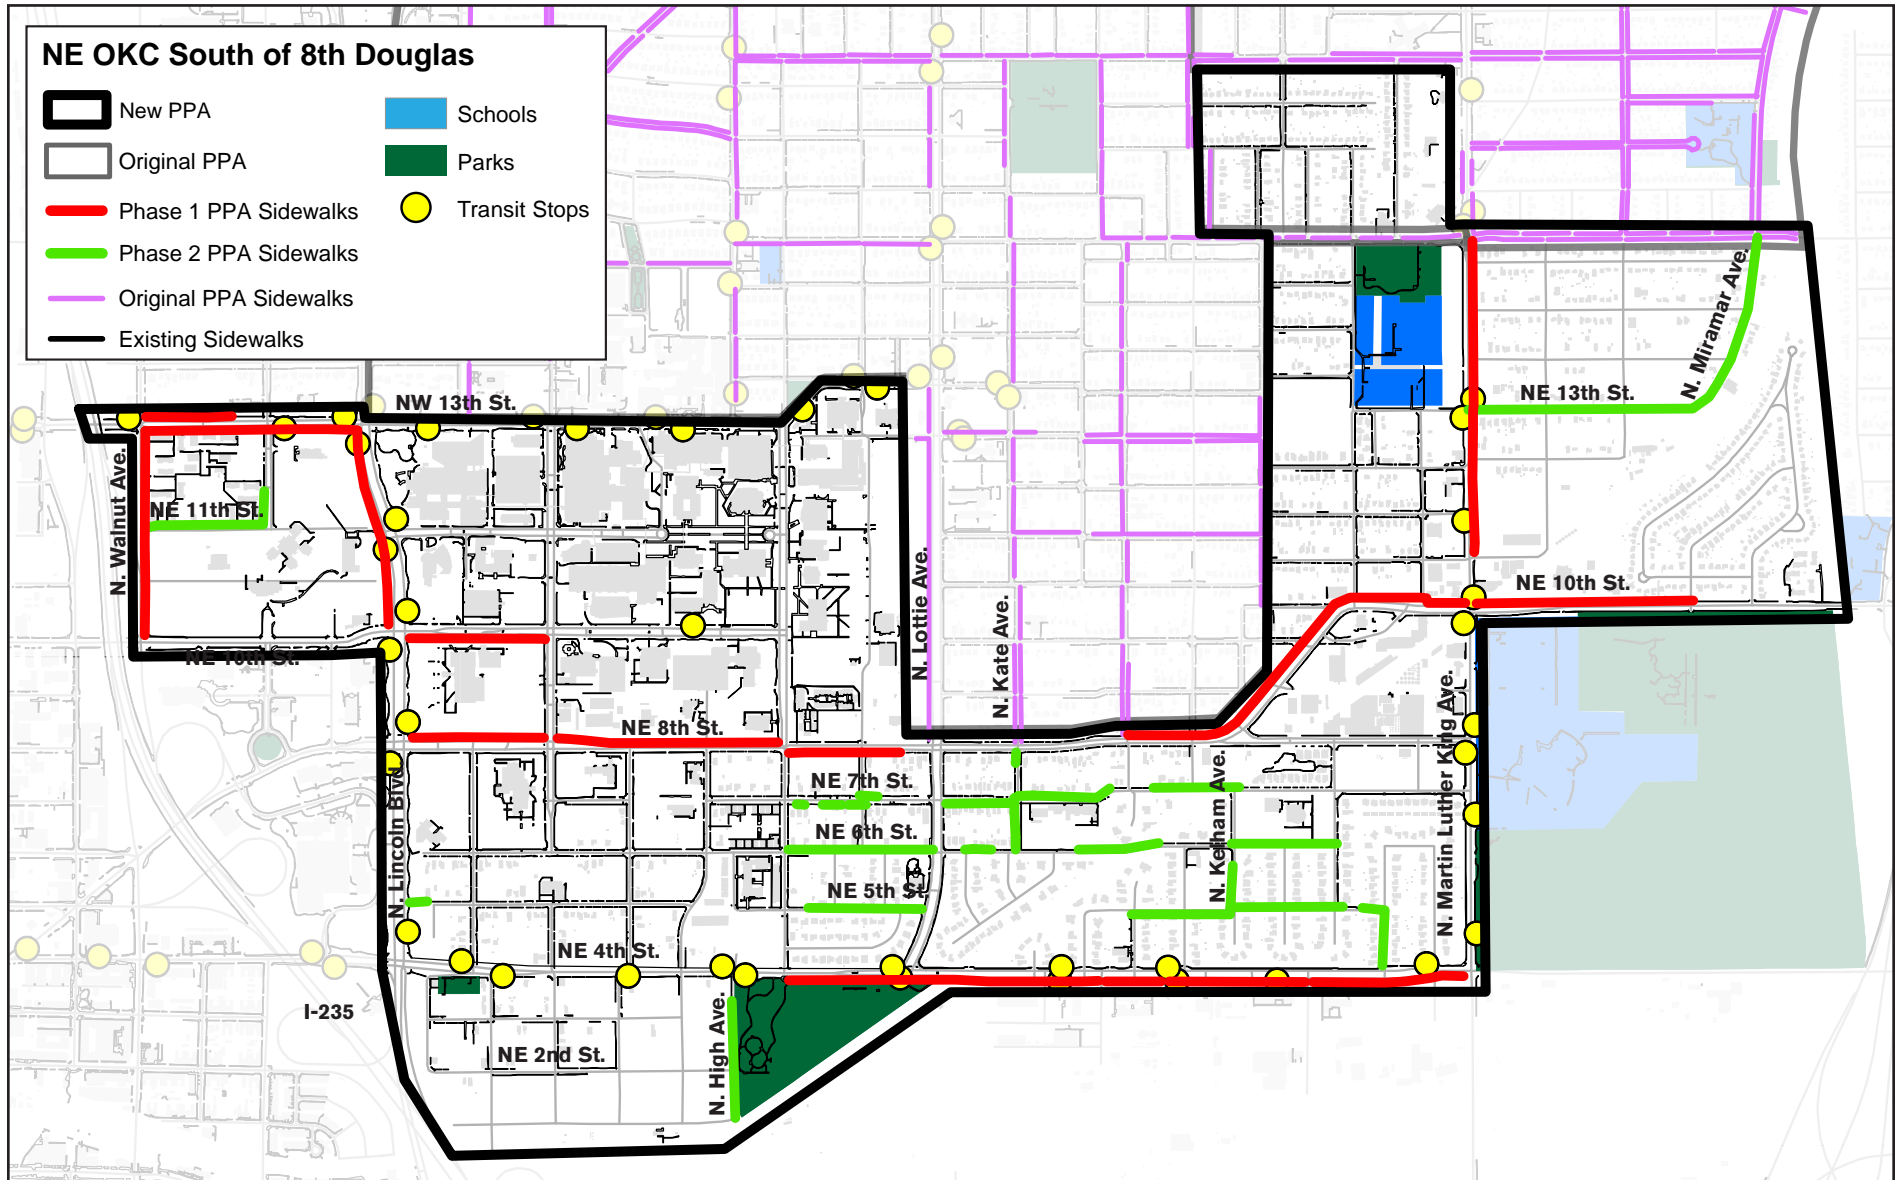 NE OKC South of 8th Douglas
New PPA
Original PPA
Phase 1 PPA Sidewalks
Phase 2 PPA Sidewalks
Original PPA Sidewalks
Existing Sidewalks
Schools
Parks
Transit Stops
NW 13th St.
N. Walnut Ave.
NE 11th St.
NE 10th St.
N. Miramar Ave.
NE 13th St.
NE 10th St.
N. Lottie Ave.
N. Kate Ave.
NE 8th St.
NE 7th St.
NE 6th St.
NE 5th St
N. Kelham Ave.
N. Martin Luther King Ave.
N. Lincoln Blvd
NE 4th St.
I-235
NE 2nd St.
N. High Ave.